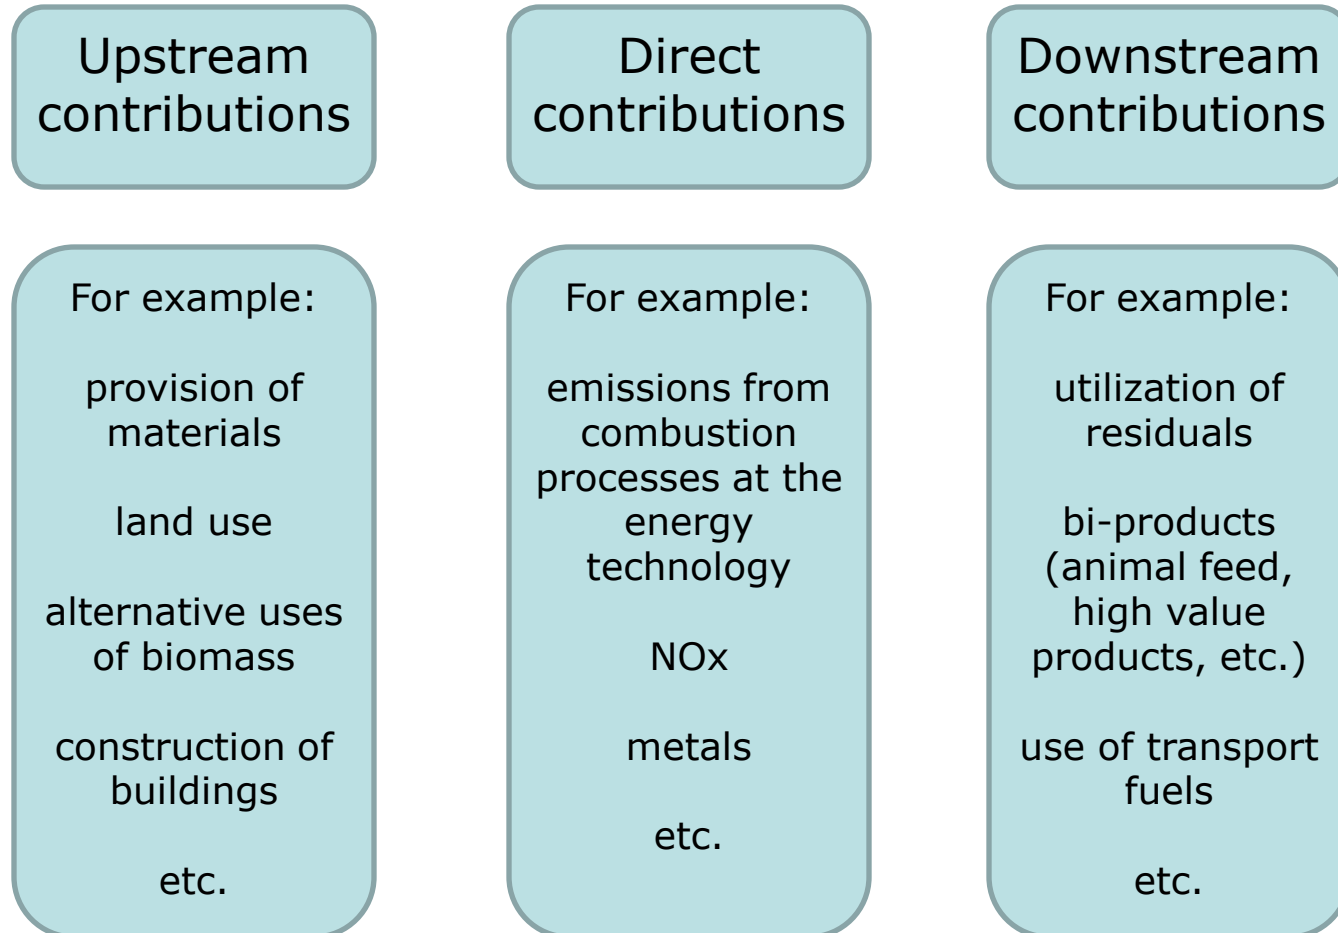 Upstream
contributions
Direct
contributions
Downstream
contributions
For example:
provision of
materials
land use
alternative uses
of biomass
construction of
buildings
etc.
For example:
emissions from
combustion
processes at the
energy
technology
NOx
metals
etc.
For example:
utilization of
residuals
bi-products
(animal feed,
high value
products, etc.)
use of transport
fuels
etc.